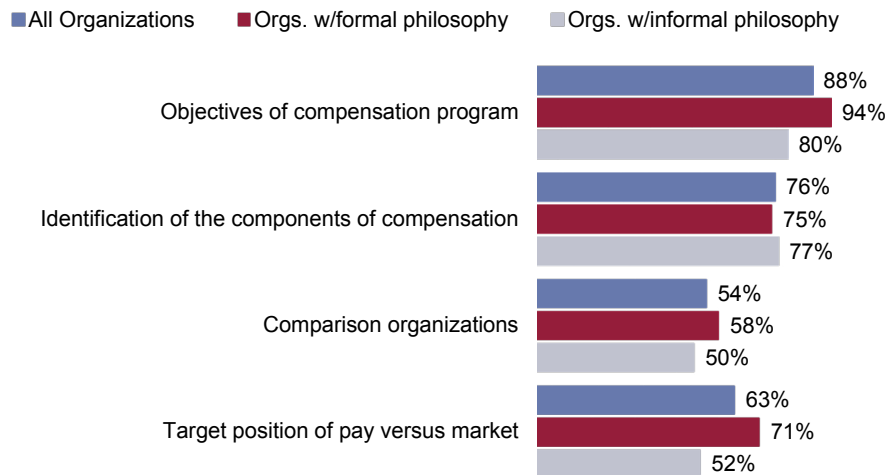 All Organizations Orgs. w/formal philosophy Orgs. w/informal philosophy
88%
Objectives of compensation program 94%
80%
76%
Identification of the components of compensation 75%
77%
54%
Comparison organizations 58%
50%
63%
Target position of pay versus market 71%
52%